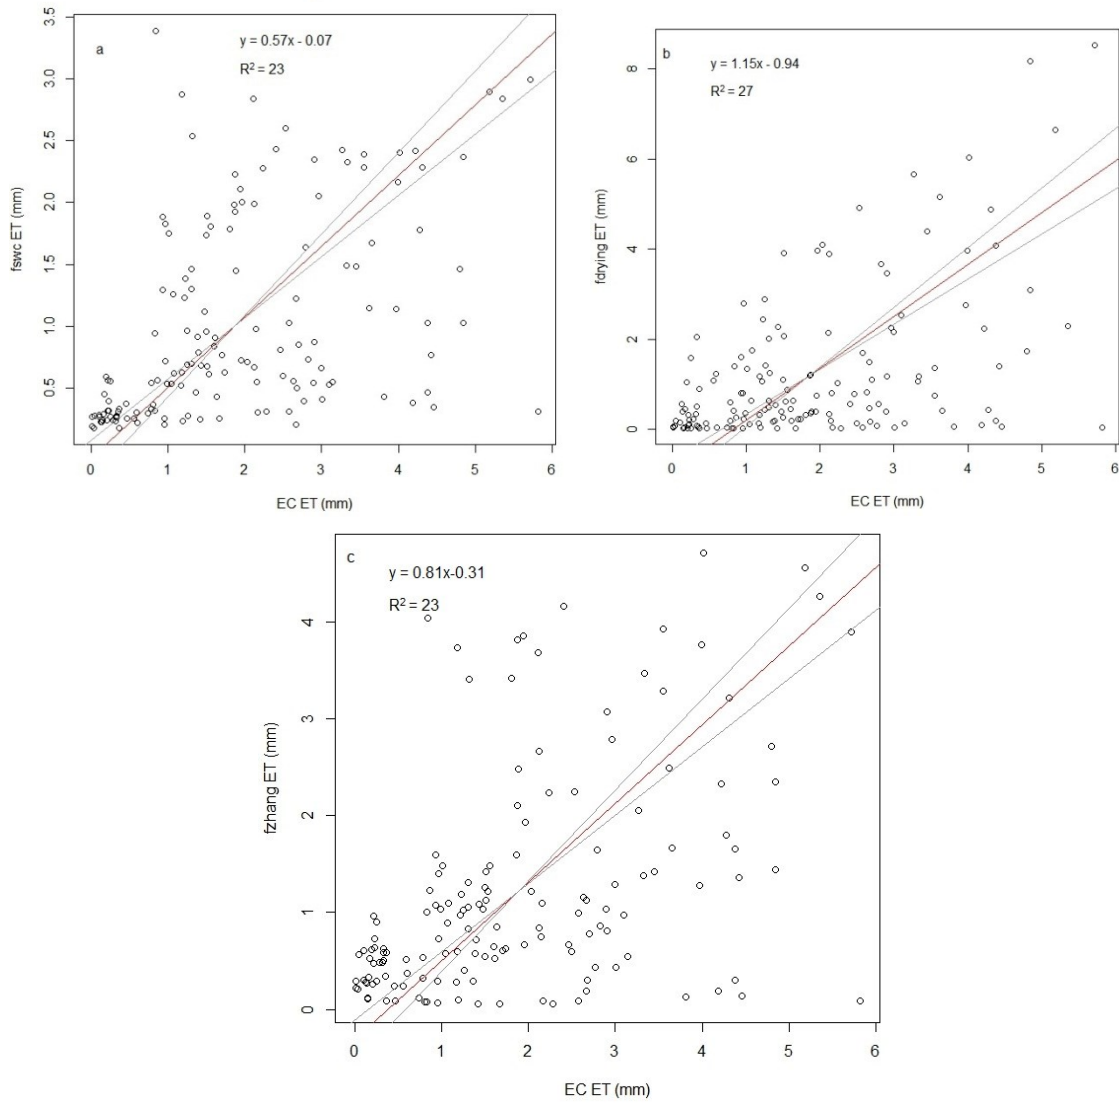 a
y = 0.57x - 0.07
R² = 23
3.5
3.0
2.5
2.0
1.5
1.0
0.5
fswc ET (mm)
0 1 2 3 4 5 6
EC ET (mm)
b
y = 1.15x - 0.94
R² = 27
8
6
4
2
0
fdrying ET (mm)
0 1 2 3 4 5 6
EC ET (mm)
c
y = 0.81x-0.31
R² = 23
4
3
2
1
0
fzhang ET (mm)
0 1 2 3 4 5 6
EC ET (mm)